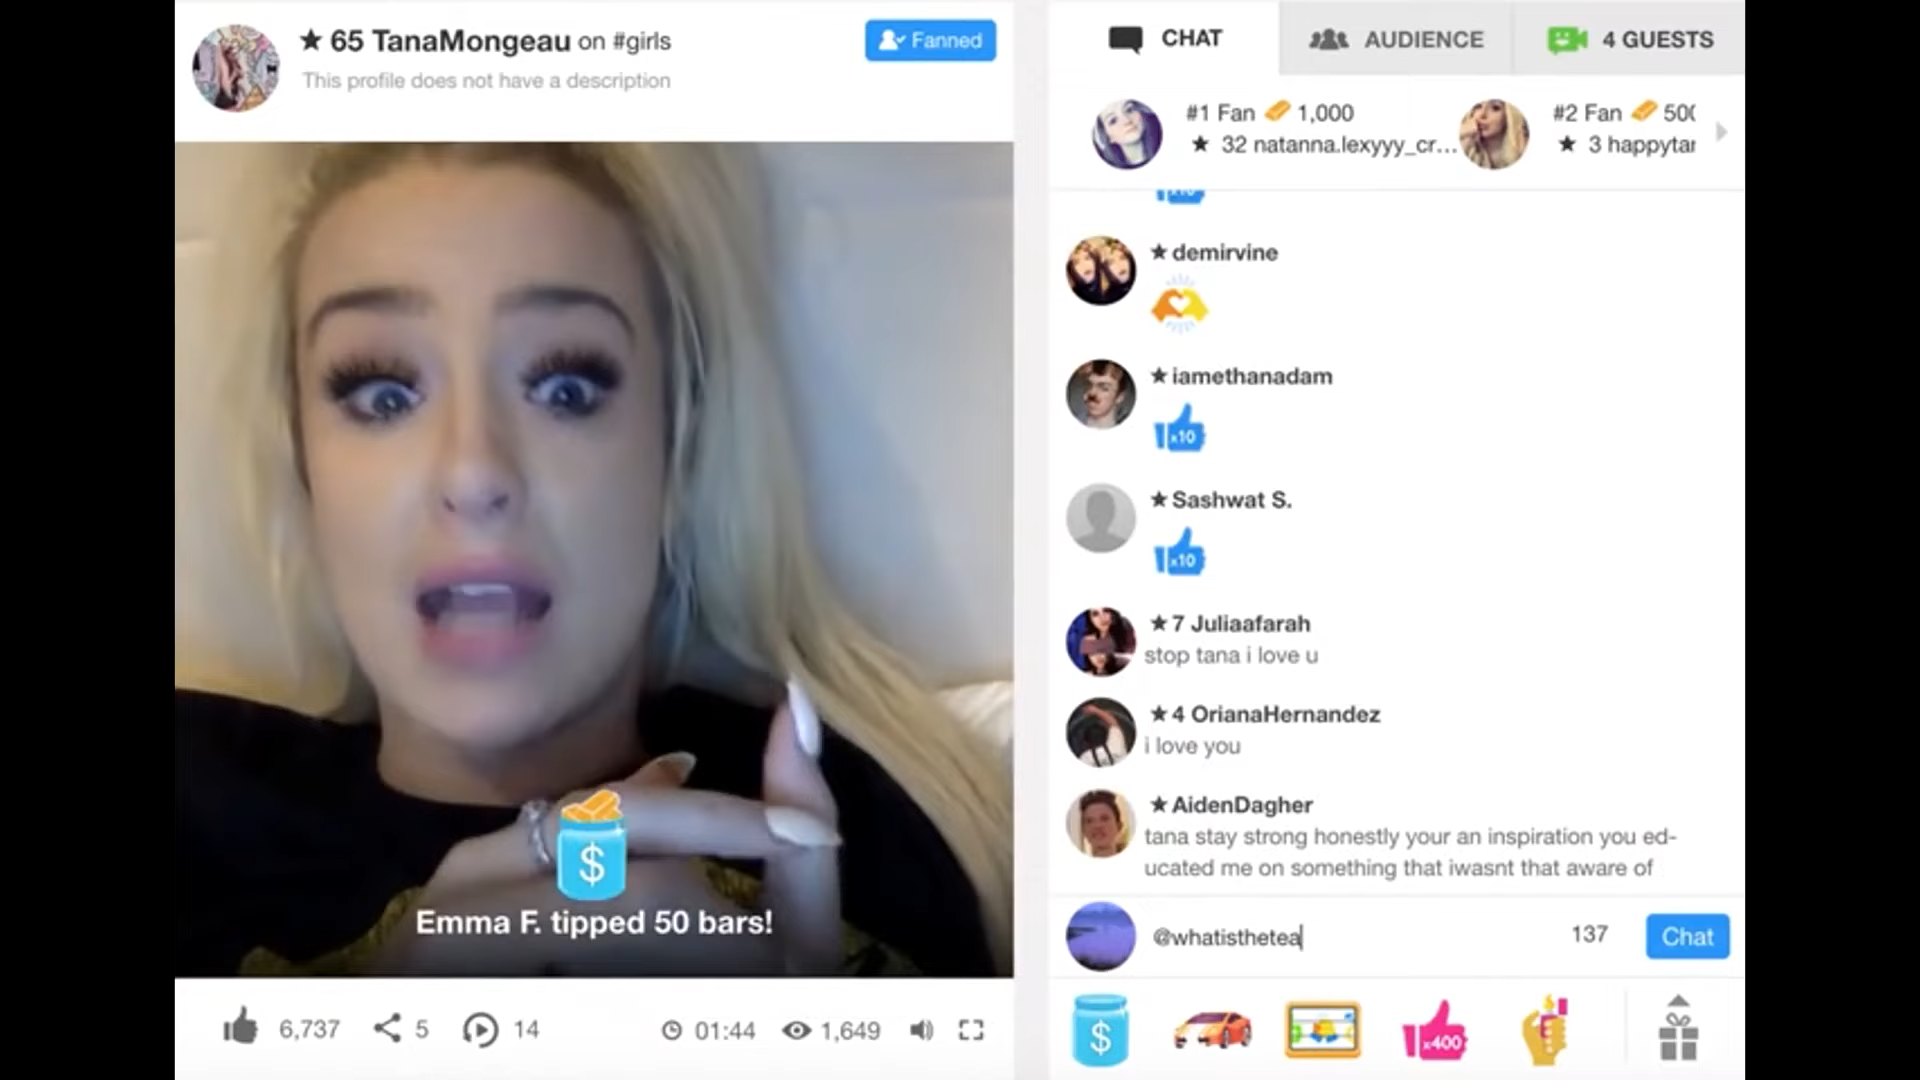 ★ 65 TanaMongeau on #girls
This profile does not have a description
Fanned
Emma F. tipped 50 bars!
6,737
5
14
01:44
1,649
CHAT
AUDIENCE
4 GUESTS
#1 Fan 1,000
★ 32 natanna.lexyyy_cr...
#2 Fan
★ 3 happytar
★ demirvine
★ iamethanadam
x10
★ Sashwat S.
x10
★ 7 Juliaafarah
stop tana i love u
★ 4 OrianaHernandez
i love you
★ AidenDagher
tana stay strong honestly your an inspiration you ed-
ucated me on something that iwasnt that aware of
@whatisthetea
137
Chat
$
x400